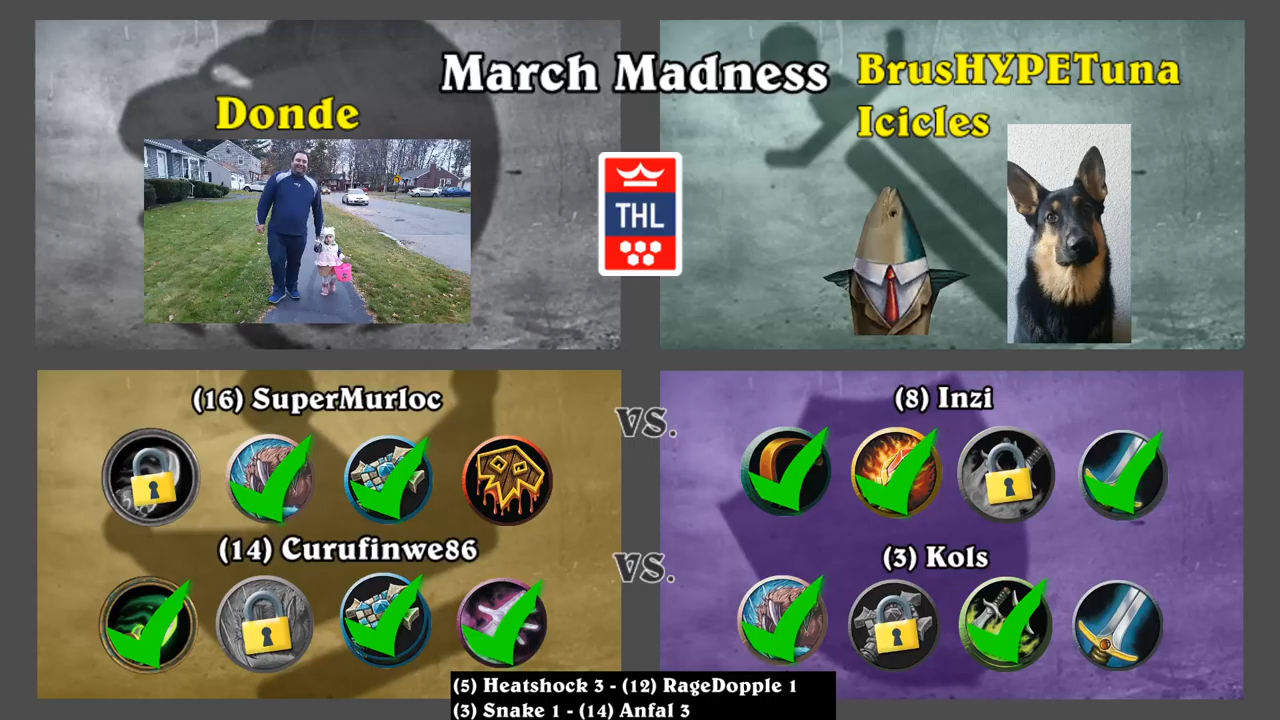 March Madness
Donde
BrusHYPETuna
Icicles
THL
(16) SuperMurloc
vs.
(8) Inzi
(14) Curufinwe86
vs.
(3) Kols
(5) Heatshock 3 - (12) RageDopple 1
(3) Snake 1 - (14) Anfal 3